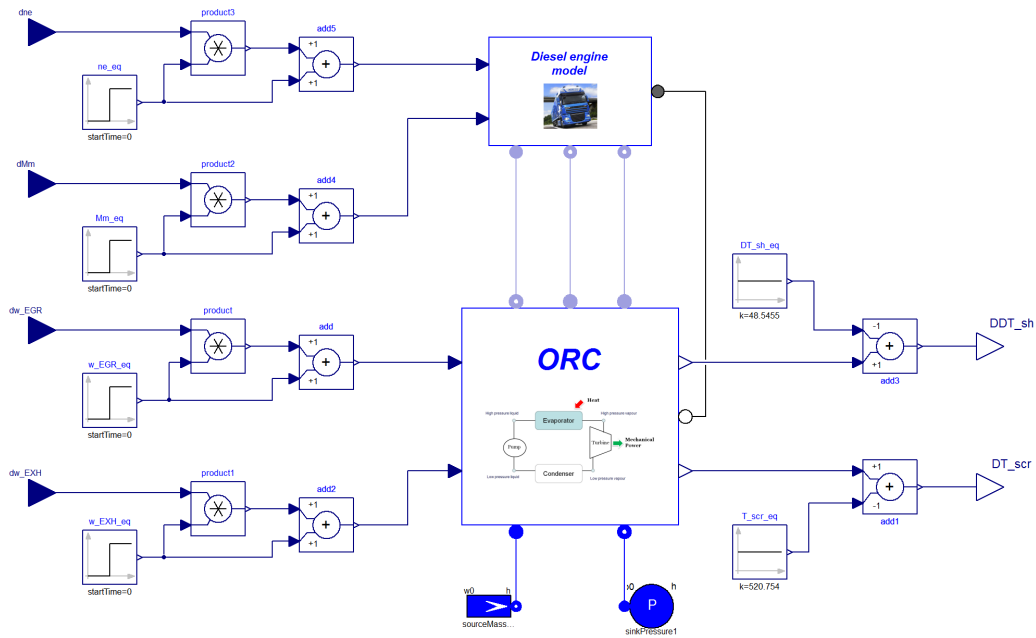 dne
product3
add5
+1
+
+1
ne_eq
startTime=0
Diesel engine
model
dMm
product2
add4
+1
+
+1
Mm_eq
startTime=0
dw_EGR
product
add
+1
+
+1
w_EGR_eq
startTime=0
dw_EXH
product1
add2
+1
+
+1
w_EXH_eq
startTime=0
ORC
Heat
High pressure liquid
Evaporator
High pressure vapour
Pump
Turbine
Mechanical
Power
Low pressure liquid
Condenser
Low pressure vapour
DT_sh_eq
k=48.5455
-1
+
+1
add3
DDT_sh
+1
+
-1
add1
DT_scr
T_scr_eq
k=520.754
w0
h
sourceMass...
h
P
sinkPressure1